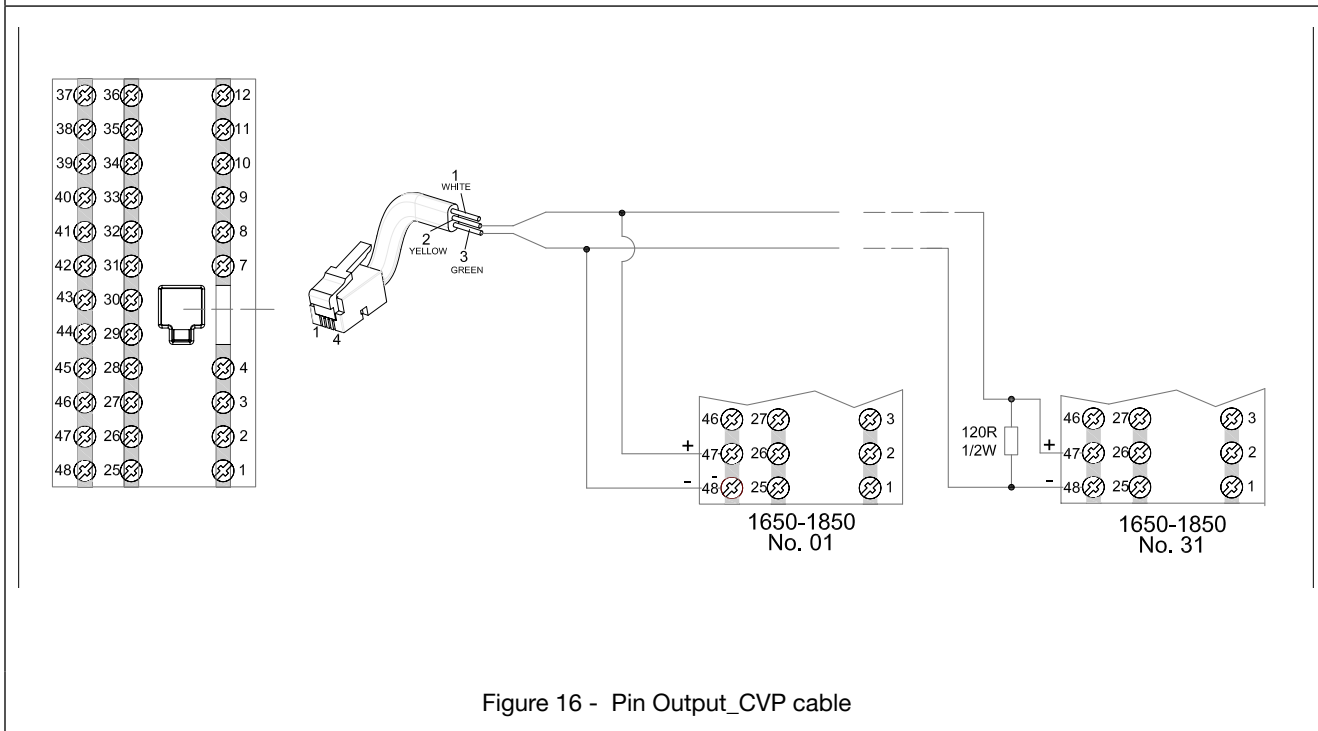 37 36 12
38 35 11
39 34 10
40 33 9
41 32 8
42 31 7
43 30
44 29
45 28 4
46 27 3
47 26 2
48 25 1
1
WHITE
2
YELLOW
3
GREEN
1 4
46 27 3
+ 47 26 2
- 48 - 25 1
1650-1850
No. 01
120R
1/2W
46 27 3
+ 47 26 2
- 48 25 1
1650-1850
No. 31
Figure 16 - Pin Output_CVP cable